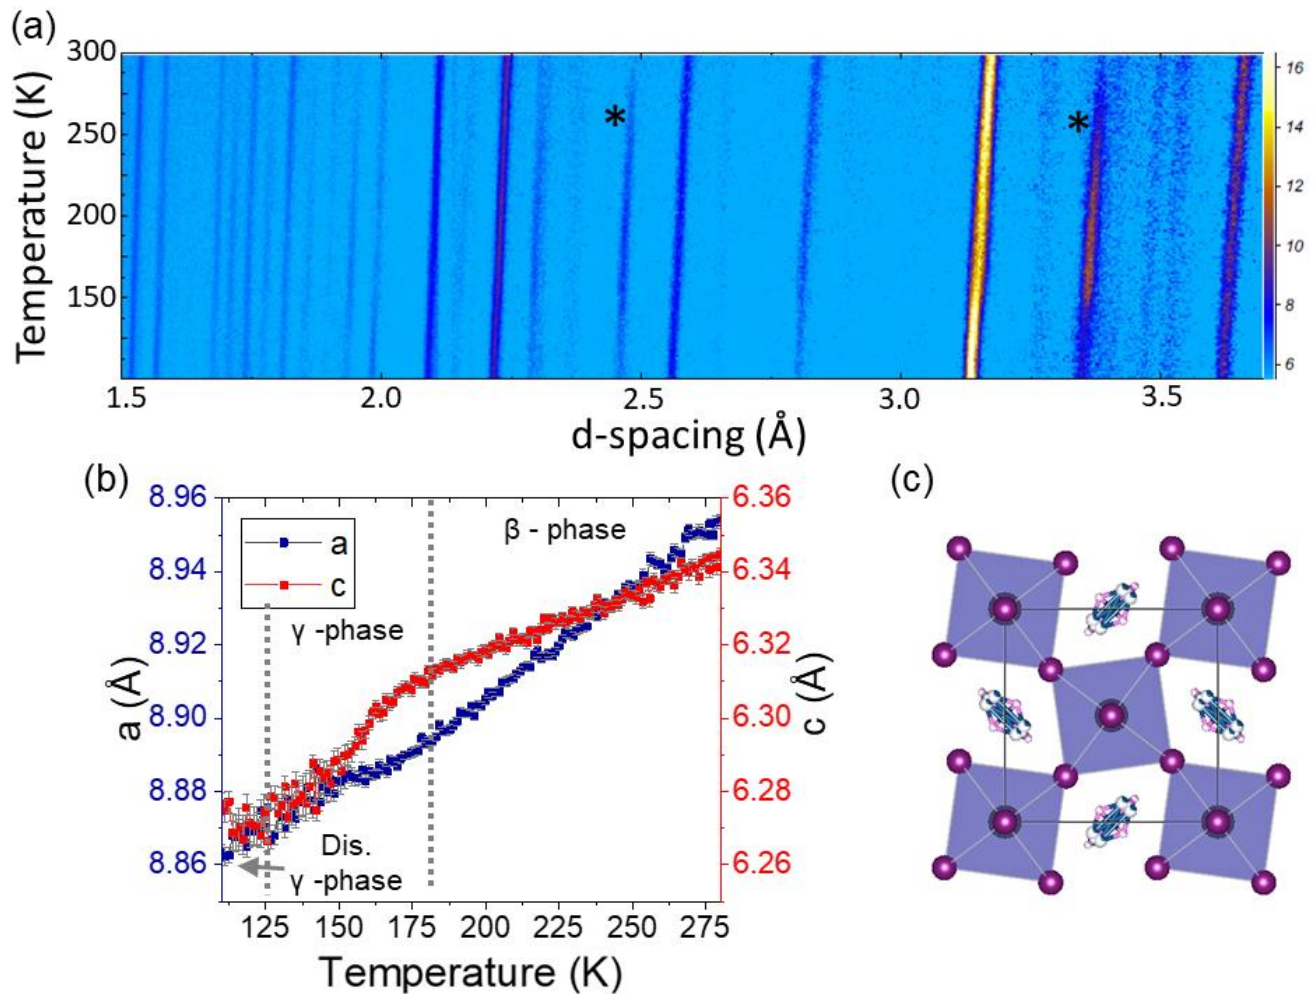 (a)
Temperature (K)
300
250
200
150
*
*
16
14
12
10
8
6
1.5
2.0
2.5
3.0
3.5
d-spacing (Å)
(b)
a (Å)
8.96
8.94
8.92
8.90
8.88
8.86
a
c
β - phase
γ -phase
Dis.
γ -phase
6.36
6.34
6.32
6.30
6.28
6.26
c (Å)
125
150
175
200
225
250
275
Temperature (K)
(c)